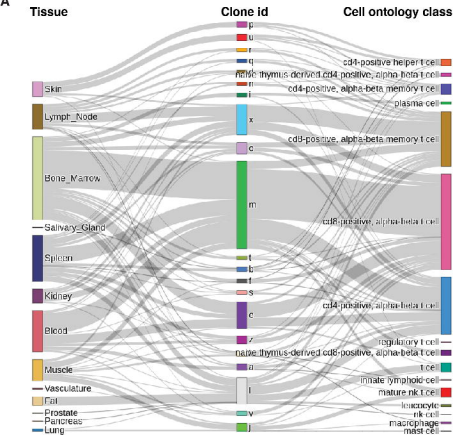 A
Tissue
Clone id
Cell ontology class
p
u
r
q
naive thymus-derived cd4-positive, alpha-beta t cell
n
i
x
o
m
t
b
f
s
e
z
naive thymus-derived cd8-positive, alpha-beta t cell
a
l
v
j
Skin
Lymph_Node
Bone_Marrow
Salivary_Gland
Spleen
Kidney
Blood
Muscle
Vasculature
Fat
Prostate
Pancreas
Lung
cd4-positive helper t cell
cd4-positive, alpha-beta memory t cell
plasma cell
cd8-positive, alpha-beta memory t cell
cd8-positive, alpha-beta t cell
cd4-positive, alpha-beta t cell
regulatory t cell
t cell
innate lymphoid cell
mature nk t cell
leucocyte
nk cell
macrophage
mast cell